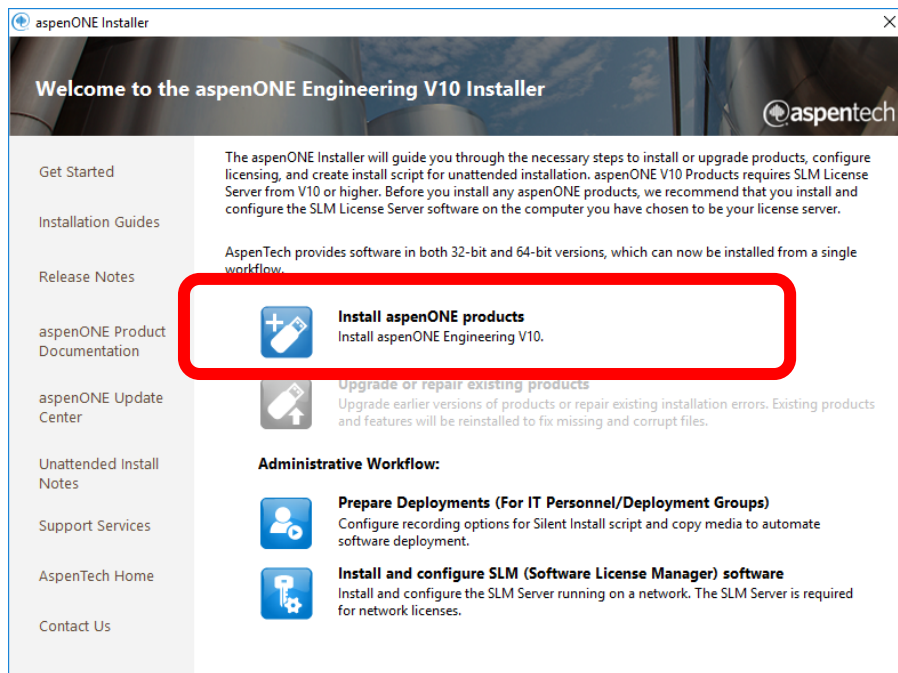 aspenONE Installer
Welcome to the aspenONE Engineering V10 Installer
aspentech
Get Started
Installation Guides
Release Notes
aspenONE Product
Documentation
aspenONE Update
Center
Unattended Install
Notes
Support Services
AspenTech Home
Contact Us
The aspenONE Installer will guide you through the necessary steps to install or upgrade products, configure
licensing, and create install script for unattended installation. aspenONE V10 Products requires SLM License
Server from V10 or higher. Before you install any aspenONE products, we recommend that you install and
configure the SLM License Server software on the computer you have chosen to be your license server.
AspenTech provides software in both 32-bit and 64-bit versions, which can now be installed from a single
workflow.
Install aspenONE products
Install aspenONE Engineering V10.
Upgrade or repair existing products
Upgrade earlier versions of products or repair existing installation errors. Existing products
and features will be reinstalled to fix missing and corrupt files.
Administrative Workflow:
Prepare Deployments (For IT Personnel/Deployment Groups)
Configure recording options for Silent Install script and copy media to automate
software deployment.
Install and configure SLM (Software License Manager) software
Install and configure the SLM Server running on a network. The SLM Server is required
for network licenses.